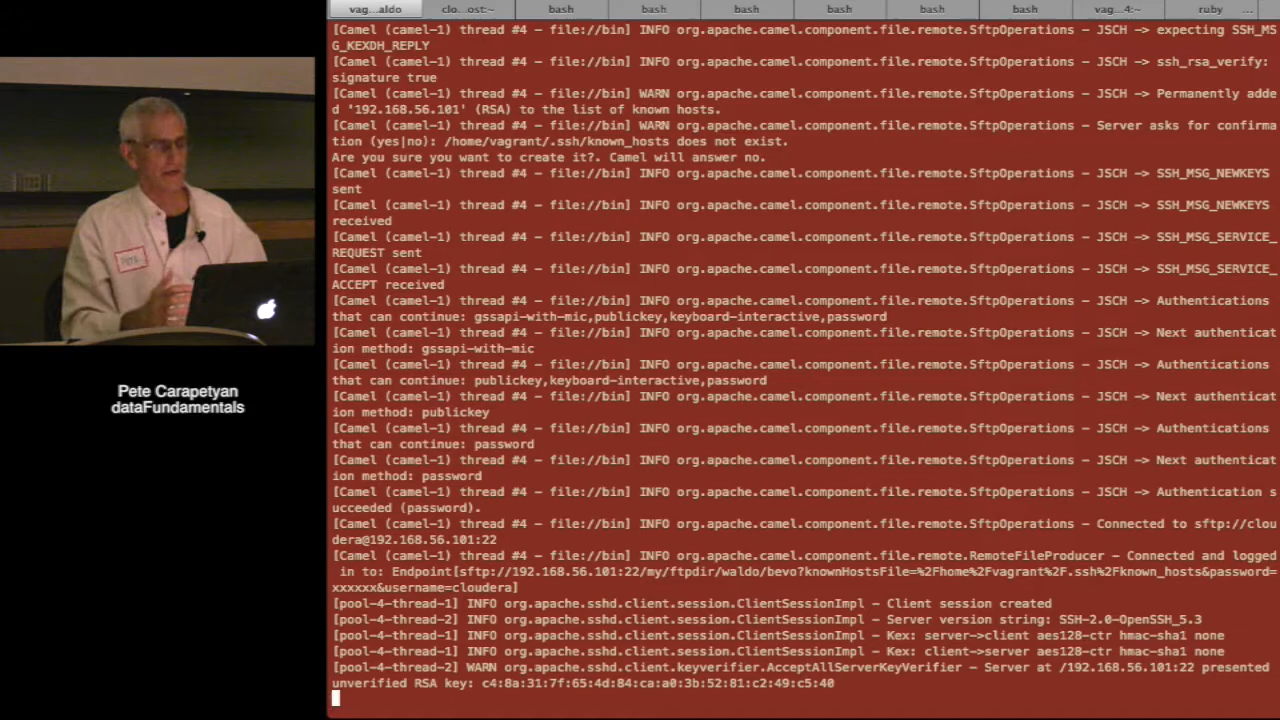 vag...aldo
clo...ost:~
bash
bash
bash
bash
bash
bash
vag...4:~
ruby
...
[Camel (camel-1) thread #4 - file://bin] INFO org.apache.camel.component.file.remote.SftpOperations - JSCH -> expecting SSH_MS
G_KEXDH_REPLY
[Camel (camel-1) thread #4 - file://bin] INFO org.apache.camel.component.file.remote.SftpOperations - JSCH -> ssh_rsa_verify:
signature true
[Camel (camel-1) thread #4 - file://bin] WARN org.apache.camel.component.file.remote.SftpOperations - JSCH -> Permanently adde
d '192.168.56.101' (RSA) to the list of known hosts.
[Camel (camel-1) thread #4 - file://bin] WARN org.apache.camel.component.file.remote.SftpOperations - Server asks for confirma
tion (yes|no): /home/vagrant/.ssh/known_hosts does not exist.
Are you sure you want to create it?. Camel will answer no.
[Camel (camel-1) thread #4 - file://bin] INFO org.apache.camel.component.file.remote.SftpOperations - JSCH -> SSH_MSG_NEWKEYS
sent
[Camel (camel-1) thread #4 - file://bin] INFO org.apache.camel.component.file.remote.SftpOperations - JSCH -> SSH_MSG_NEWKEYS
received
[Camel (camel-1) thread #4 - file://bin] INFO org.apache.camel.component.file.remote.SftpOperations - JSCH -> SSH_MSG_SERVICE_
REQUEST sent
[Camel (camel-1) thread #4 - file://bin] INFO org.apache.camel.component.file.remote.SftpOperations - JSCH -> SSH_MSG_SERVICE_
ACCEPT received
[Camel (camel-1) thread #4 - file://bin] INFO org.apache.camel.component.file.remote.SftpOperations - JSCH -> Authentications
that can continue: gssapi-with-mic,publickey,keyboard-interactive,password
[Camel (camel-1) thread #4 - file://bin] INFO org.apache.camel.component.file.remote.SftpOperations - JSCH -> Next authenticat
ion method: gssapi-with-mic
[Camel (camel-1) thread #4 - file://bin] INFO org.apache.camel.component.file.remote.SftpOperations - JSCH -> Authentications
that can continue: publickey,keyboard-interactive,password
[Camel (camel-1) thread #4 - file://bin] INFO org.apache.camel.component.file.remote.SftpOperations - JSCH -> Next authenticat
ion method: publickey
[Camel (camel-1) thread #4 - file://bin] INFO org.apache.camel.component.file.remote.SftpOperations - JSCH -> Authentications
that can continue: password
[Camel (camel-1) thread #4 - file://bin] INFO org.apache.camel.component.file.remote.SftpOperations - JSCH -> Next authenticat
ion method: password
[Camel (camel-1) thread #4 - file://bin] INFO org.apache.camel.component.file.remote.SftpOperations - JSCH -> Authentication s
ucceeded (password).
[Camel (camel-1) thread #4 - file://bin] INFO org.apache.camel.component.file.remote.SftpOperations - Connected to sftp://clou
dera@192.168.56.101:22
[Camel (camel-1) thread #4 - file://bin] INFO org.apache.camel.component.file.remote.RemoteFileProducer - Connected and logged
in to: Endpoint[sftp://192.168.56.101:22/my/ftpdir/waldo/bevo?knownHostsFile=%2Fhome%2Fvagrant%2F.ssh%2Fknown_hosts&password=
xxxxxx&username=cloudera]
[pool-4-thread-1] INFO org.apache.sshd.client.session.ClientSessionImpl - Client session created
[pool-4-thread-2] INFO org.apache.sshd.client.session.ClientSessionImpl - Server version string: SSH-2.0-OpenSSH_5.3
[pool-4-thread-1] INFO org.apache.sshd.client.session.ClientSessionImpl - Kex: server->client aes128-ctr hmac-sha1 none
[pool-4-thread-1] INFO org.apache.sshd.client.session.ClientSessionImpl - Kex: client->server aes128-ctr hmac-sha1 none
[pool-4-thread-2] WARN org.apache.sshd.client.keyverifier.AcceptAllServerKeyVerifier - Server at /192.168.56.101:22 presented
unverified RSA key: c4:8a:31:7f:65:4d:84:ca:a0:3b:52:81:c2:49:c5:40
Pete Carapetyan
dataFundamentals